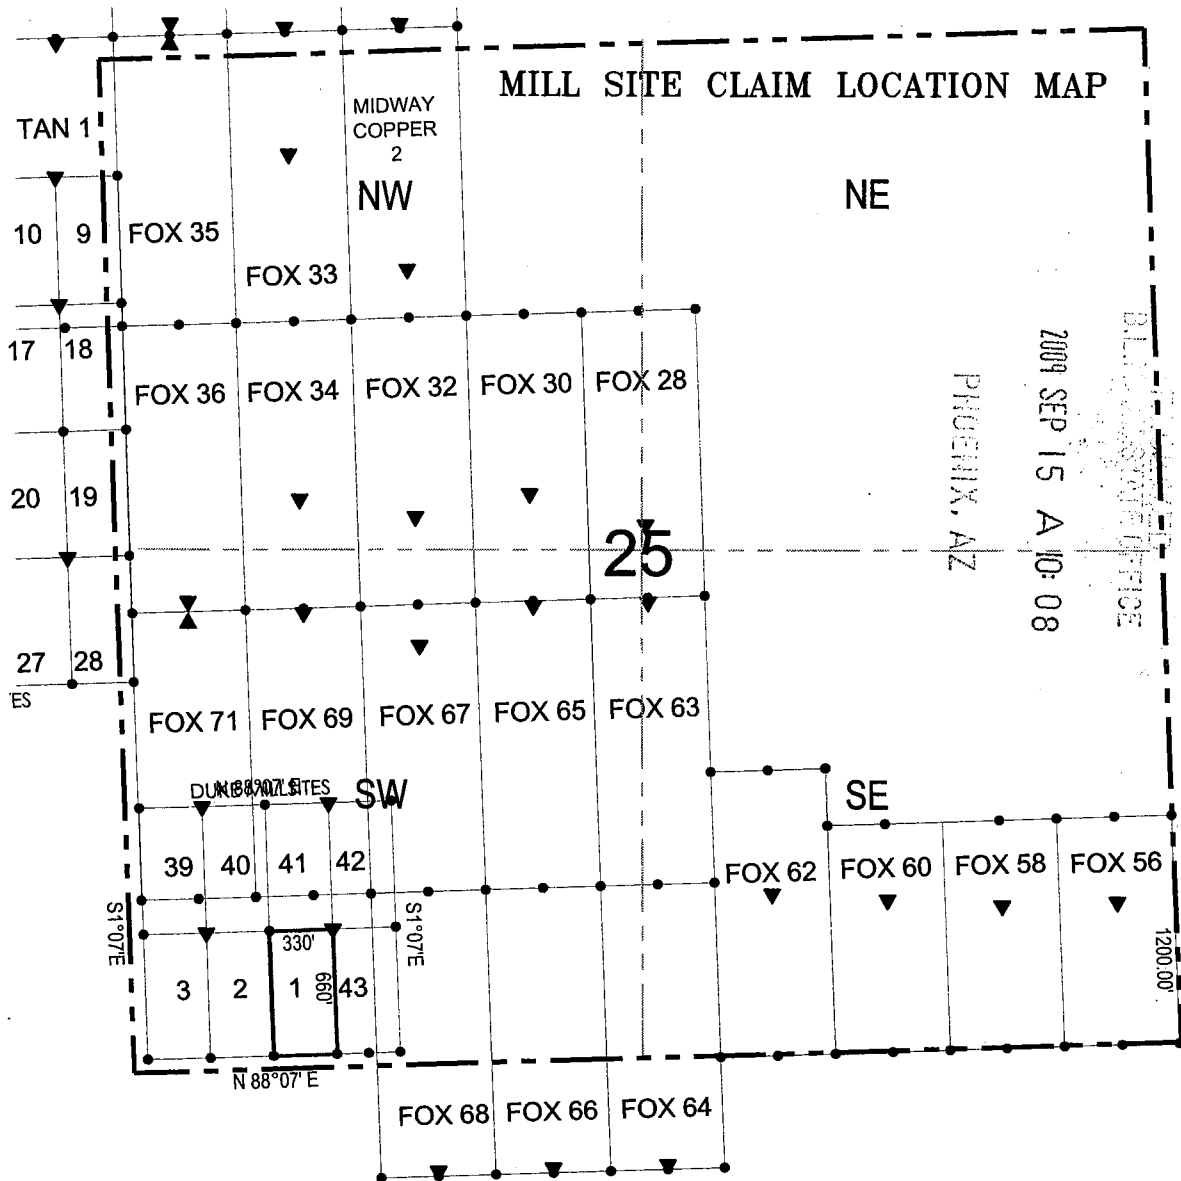 MILL SITE CLAIM LOCATION MAP
MIDWAY
COPPER
2
TAN 1
NW
NE
10
9
FOX 35
FOX 33
17
18
FOX 36
FOX 34
FOX 32
FOX 30
FOX 28
20
19
25
27
28
ES
FOX 71
FOX 69
FOX 67
FOX 65
FOX 63
N 88°07' E
SW
SE
39
40
41
42
FOX 62
FOX 60
FOX 58
FOX 56
S1°07'E
S1°07'E
330'
660'
3
2
1
43
1200.00'
N 88°07' E
FOX 68
FOX 66
FOX 64
STATE OFFICE
2009 SEP 15 A 10:08
PHOENIX, AZ